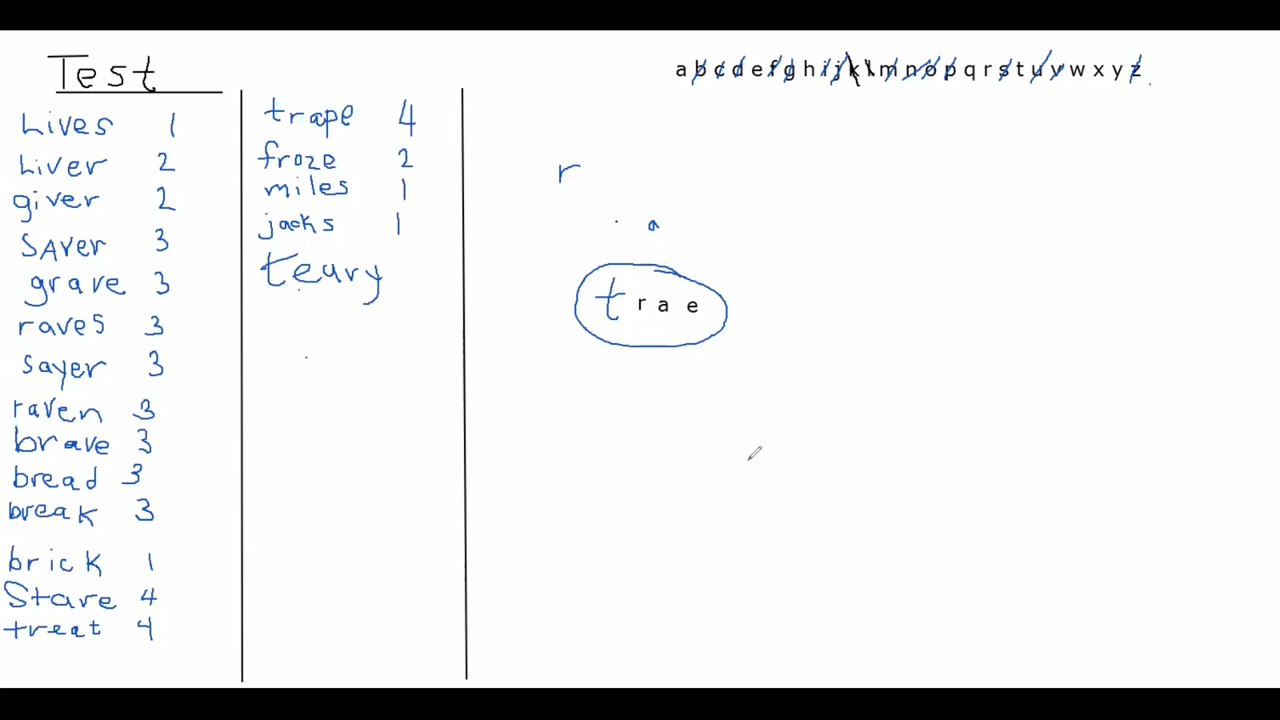 Test
Lives 1
Liver 2
giver 2
SAver 3
grave 3
raves 3
sayer 3
raven 3
brave 3
bread 3
break 3
brick 1
Stare 4
treat 4
trape 4
froze 2
miles 1
jacks 1
teary
a b c d e f g h i j k l m n o p q r s t u v w x y z
r
a
t r a e